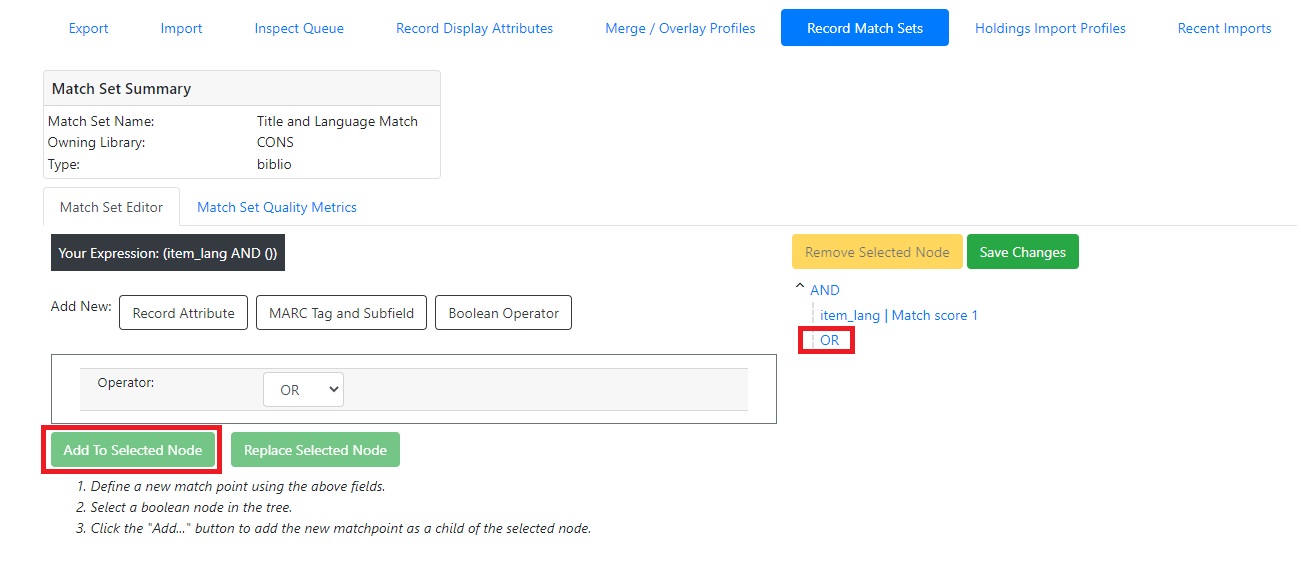 Export Import Inspect Queue Record Display Attributes Merge / Overlay Profiles Record Match Sets Holdings Import Profiles Recent Imports
Match Set Summary
Match Set Name: Title and Language Match
Owning Library: CONS
Type: biblio
Match Set Editor Match Set Quality Metrics
Your Expression: (item_lang AND ())
Remove Selected Node Save Changes
Add New: Record Attribute MARC Tag and Subfield Boolean Operator
AND
item_lang | Match score 1
OR
Operator: OR
Add To Selected Node Replace Selected Node
1. Define a new match point using the above fields.
2. Select a boolean node in the tree.
3. Click the "Add..." button to add the new matchpoint as a child of the selected node.